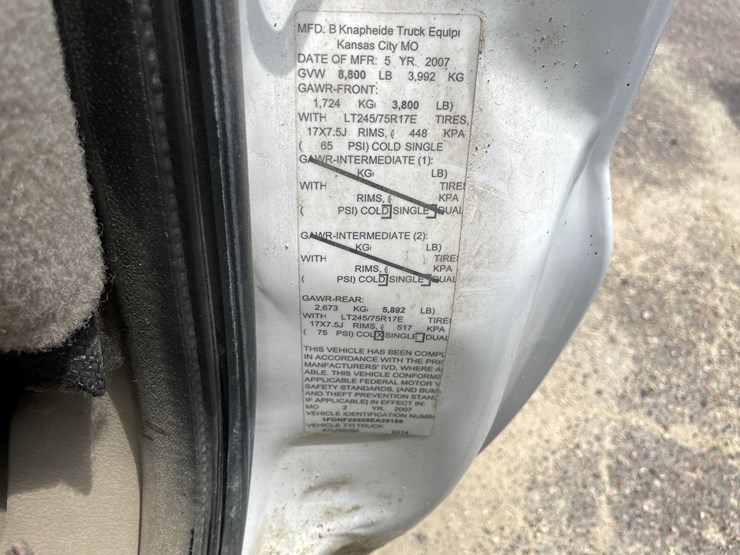 MFD. B Knapheide Truck Equip
Kansas City MO
DATE OF MFR: 5 YR. 2007
GVW 8,800 LB 3,992 KG
GAWR-FRONT:
1,724 KG( 3,800 LB)
WITH LT245/75R17E TIRES,
17X7.5J RIMS, ( 448 KPA
( 65 PSI) COLD SINGLE
GAWR-INTERMEDIATE (1):
KG( LB)
WITH TIRES
RIMS, ( KPA
( PSI) COLD SINGLE DUAL
GAWR-INTERMEDIATE (2):
KG( LB)
WITH TIRES
RIMS, ( KPA
( PSI) COLD SINGLE DUAL
GAWR-REAR:
2,673 KG( 5,892 LB)
WITH LT245/75R17E TIRE
17X7.5J RIMS, ( 517 KPA
( 75 PSI) COLD SINGLE DUAL
THIS VEHICLE HAS BEEN COMPL
IN ACCORDANCE WITH THE PRI
MANUFACTURERS' IVD, WHERE A
ABLE. THIS VEHICLE CONFORMS
APPLICABLE FEDERAL MOTOR V
SAFETY STANDARDS, [AND BUM
AND THEFT PREVENTION STAN
IF APPLICABLE] IN EFFECT IN:
MO 2 YR. 2007
VEHICLE IDENTIFICATION NUMB
VEHICLE TY TRUCK